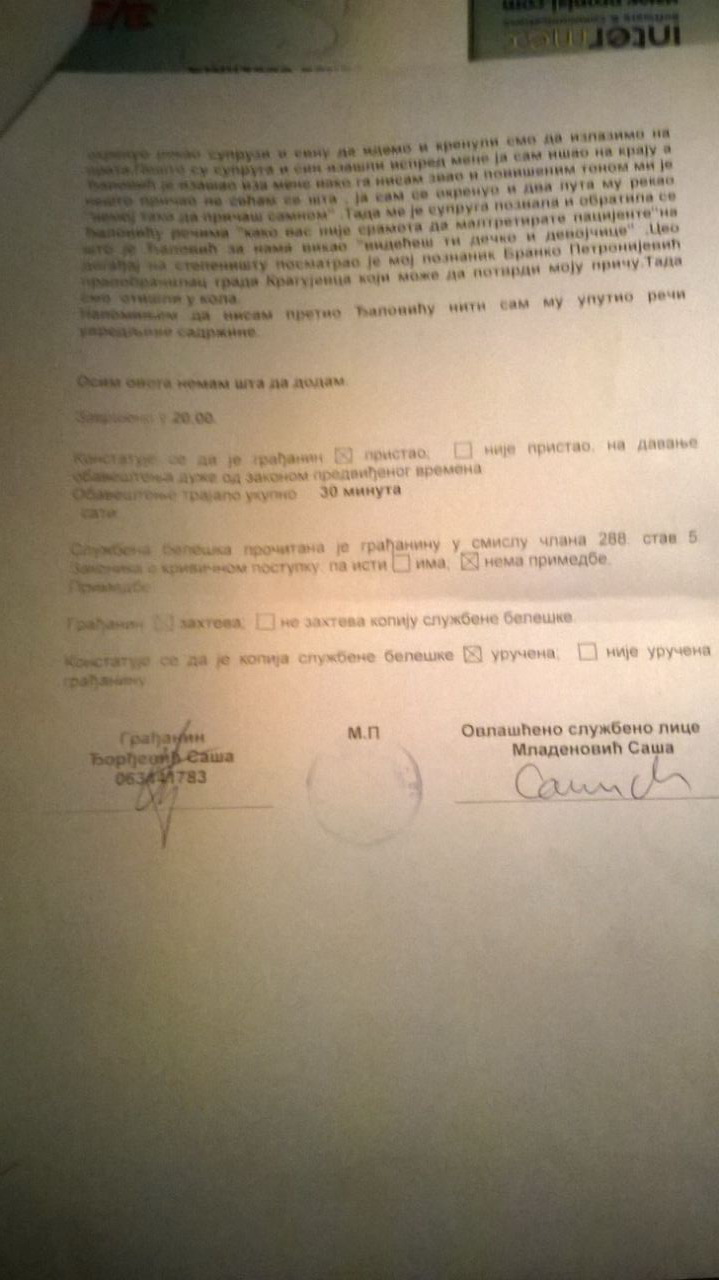 окренуо рекао супрузи и сину да идемо и кренули смо да излазимо на
врата.Пошто су супруга и син изашли испред мене ја сам ишао на крају а
Ћаловић је изашао иза мене иако га нисам звао и повишеним тоном ми је
нешто причао не сећам се шта , ја сам се окренуо и два пута му рекао
"немој тако да причаш самном" .Тада ме је супруга позвала и обратила се
Ћаловићу речима "како вас није срамота да малтретирате пацијенте"на
што је Ћаловић за нама викао "видећеш ти дечко и девојчице" .Цео
догађај на степеништу посматрао је мој познаник Бранко Петронијевић
правобранилац града Крагујевца који може да потврди моју причу.Тада
смо отишли у кола.
Напомињем да нисам претио Ћаловићу нити сам му упутио речи
увредљиве садржине.
Осим овога немам шта да додам.
Завршено у 20.00.
Констатује се да је грађанин ☒ пристао; ☐ није пристао, на давање
обавештења дуже од законом предвиђеног времена
Обавештење трајало укупно 30 минута
сати.
Службена белешка прочитана је грађанину у смислу члана 288. став 5.
Законика о кривичном поступку, па исти ☐ има; ☒ нема примедбе.
Примедбе:
Грађанин ☒ захтева; ☐ не захтева копију службене белешке.
Констатује се да је копија службене белешке ☒ уручена; ☐ није уручена
грађанину.
Грађанин М.П Овлашћено службено лице
Ђорђевић Саша Младеновић Саша